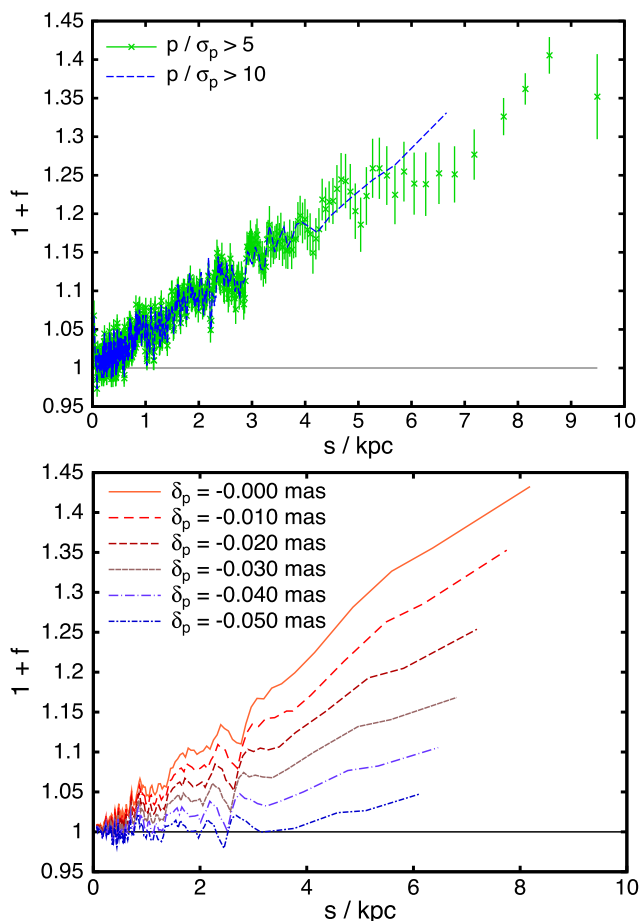 1.45
1.4
1.35
1.3
1.25
1.2
1.15
1.1
1.05
1
0.95
1 + f
p / σp > 5
p / σp > 10
0 1 2 3 4 5 6 7 8 9 10
s / kpc
1.45
1.4
1.35
1.3
1.25
1.2
1.15
1.1
1.05
1
0.95
1 + f
δp = -0.000 mas
δp = -0.010 mas
δp = -0.020 mas
δp = -0.030 mas
δp = -0.040 mas
δp = -0.050 mas
0 2 4 6 8 10
s / kpc